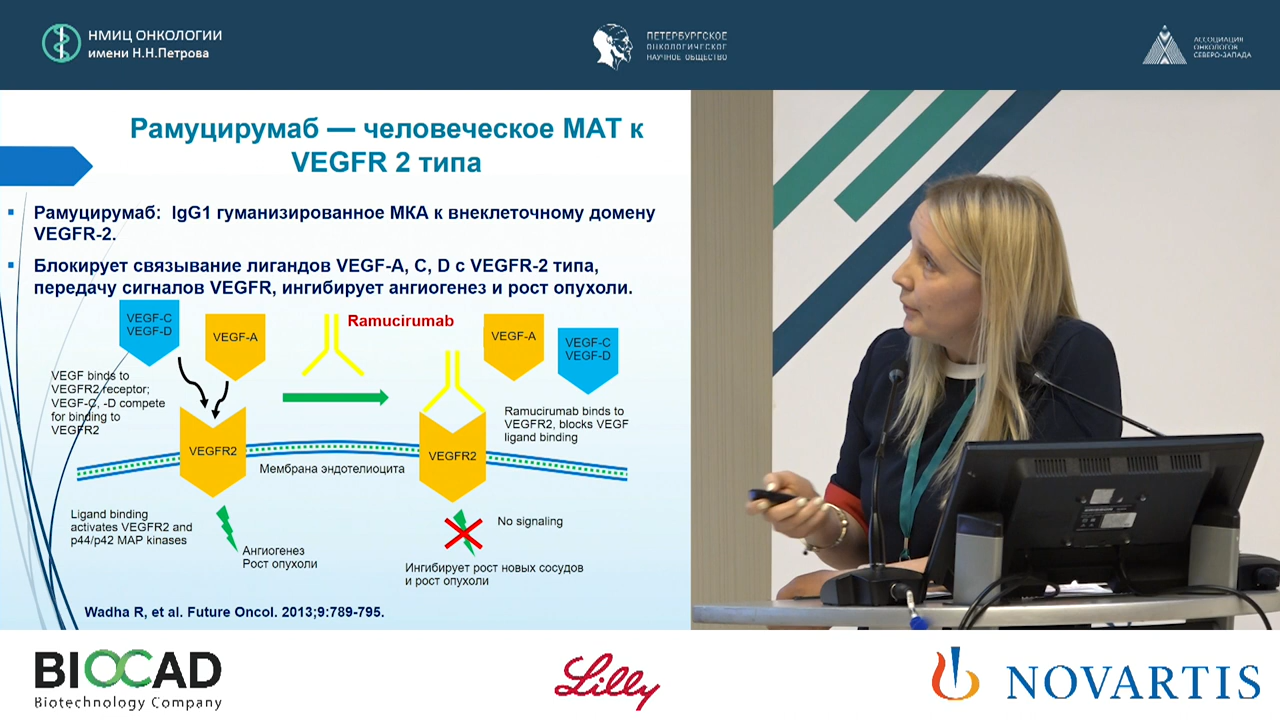 НМИЦ ОНКОЛОГИИ
имени Н.Н.Петрова
ПЕТЕРБУРГСКОЕ
ОНКОЛОГИЧЕСКОЕ
НАУЧНОЕ ОБЩЕСТВО
АССОЦИАЦИЯ
ОНКОЛОГОВ
СЕВЕРО-ЗАПАДА
Рамуцирумаб — человеческое МАТ к
VEGFR 2 типа
Рамуцирумаб: IgG1 гуманизированное МКА к внеклеточному домену
VEGFR-2.
Блокирует связывание лигандов VEGF-A, C, D с VEGFR-2 типа,
передачу сигналов VEGFR, ингибирует ангиогенез и рост опухоли.
VEGF-C
VEGF-D
VEGF-A
Ramucirumab
VEGF-A
VEGF-C
VEGF-D
VEGF binds to
VEGFR2 receptor;
VEGF-C, -D compete
for binding to
VEGFR2
Ramucirumab binds to
VEGFR2, blocks VEGF
ligand binding
VEGFR2
Мембрана эндотелиоцита
VEGFR2
Ligand binding
activates VEGFR2 and
p44/p42 MAP kinases
Ангиогенез
Рост опухоли
No signaling
Ингибирует рост новых сосудов
и рост опухоли
Wadha R, et al. Future Oncol. 2013;9:789-795.
BIOCAD
Biotechnology Company
Lilly
NOVARTIS